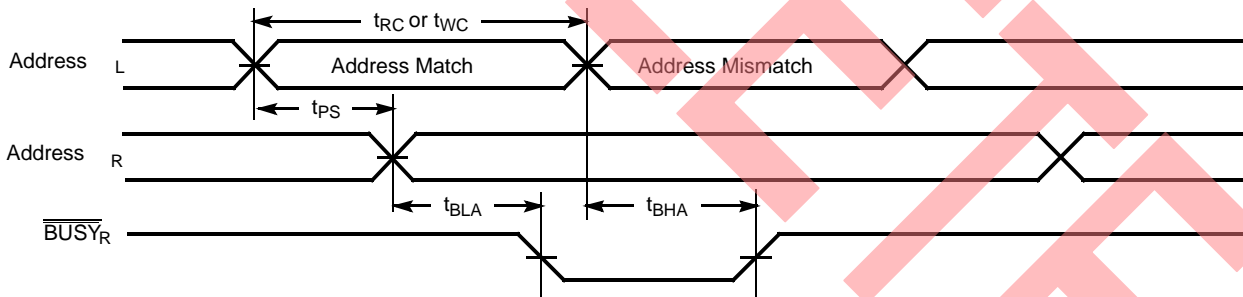 tRC or tWC
Address L
Address Match
Address Mismatch
tPS
Address R
tBLA
tBHA
BUSYR